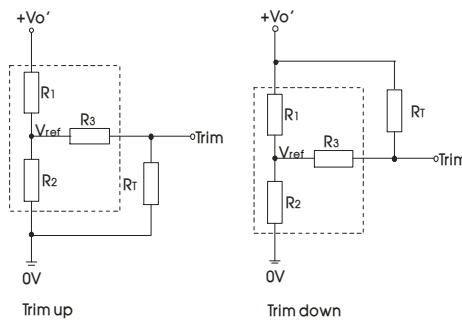 +Vo'
R1
Vref
R3
Trim
R2
RT
0V
Trim up
+Vo'
R1
RT
Vref
R3
Trim
R2
0V
Trim down